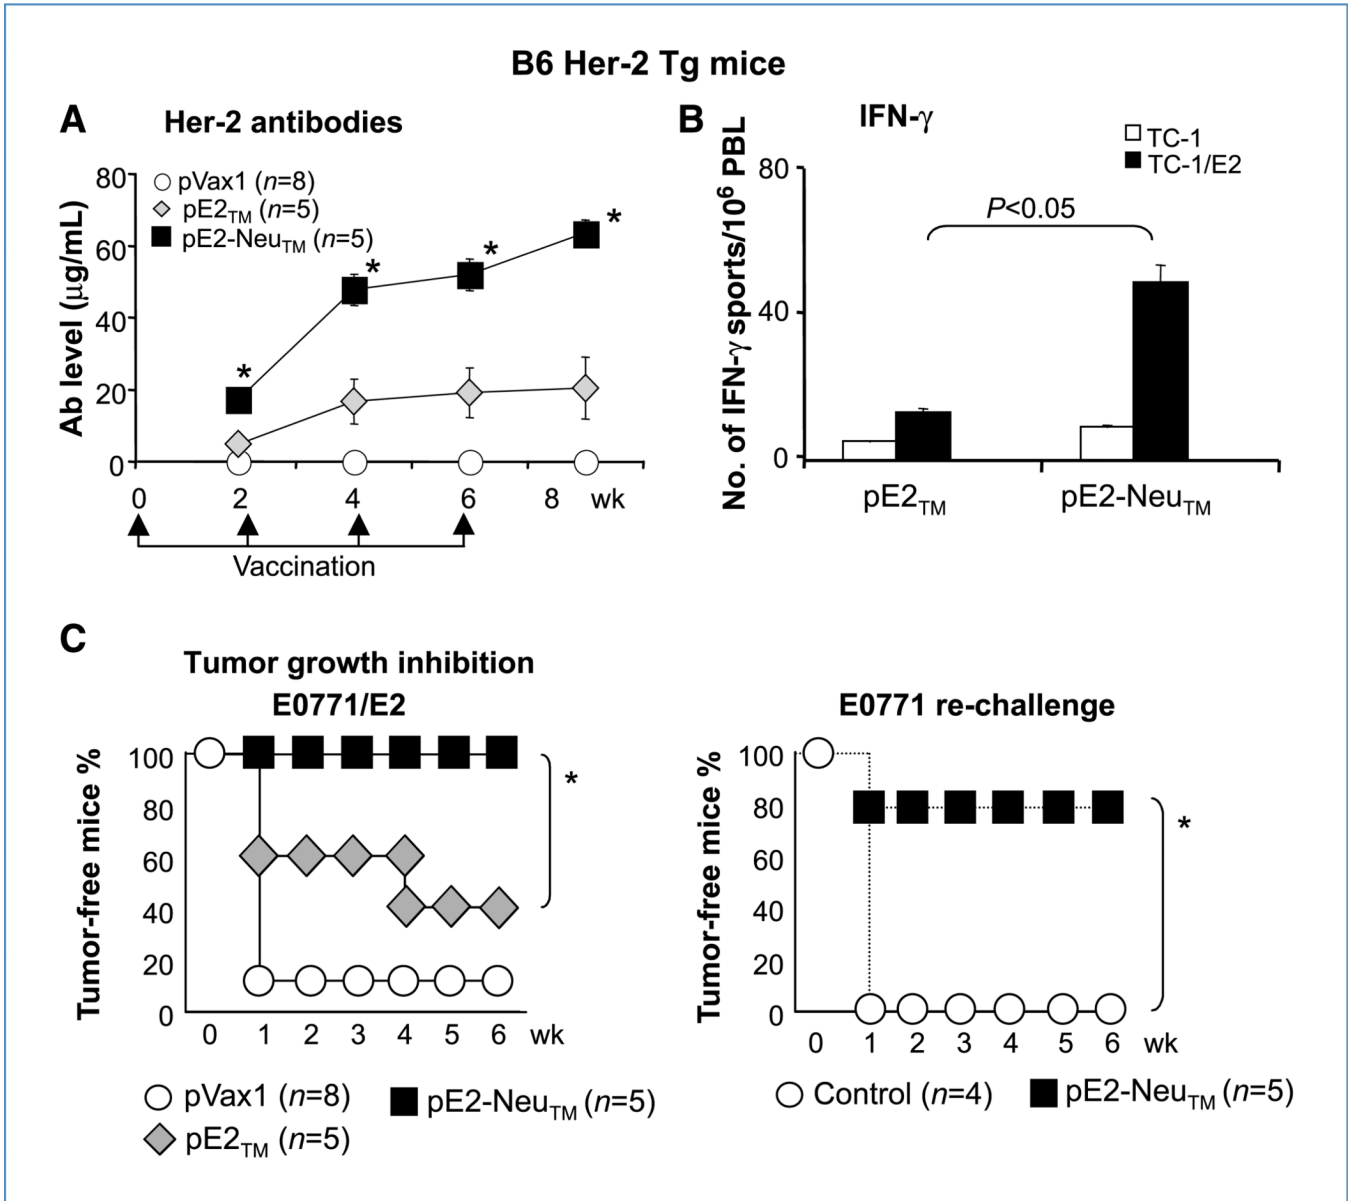 B6 Her-2 Tg mice
A
Her-2 antibodies
Ab level (μg/mL)
80
60
40
20
0
pVax1 (n=8)
pE2TM (n=5)
pE2-NeuTM (n=5)
*
*
*
*
0 2 4 6 8 wk
Vaccination
B
IFN-γ
No. of IFN-γ sports/10⁶ PBL
TC-1
TC-1/E2
80
40
0
P<0.05
pE2TM pE2-NeuTM
C
Tumor growth inhibition
E0771/E2
Tumor-free mice %
100
80
60
40
20
0
*
0 1 2 3 4 5 6 wk
pVax1 (n=8) pE2-NeuTM (n=5)
pE2TM (n=5)
E0771 re-challenge
Tumor-free mice %
100
80
60
40
20
0
*
0 1 2 3 4 5 6 wk
Control (n=4) pE2-NeuTM (n=5)